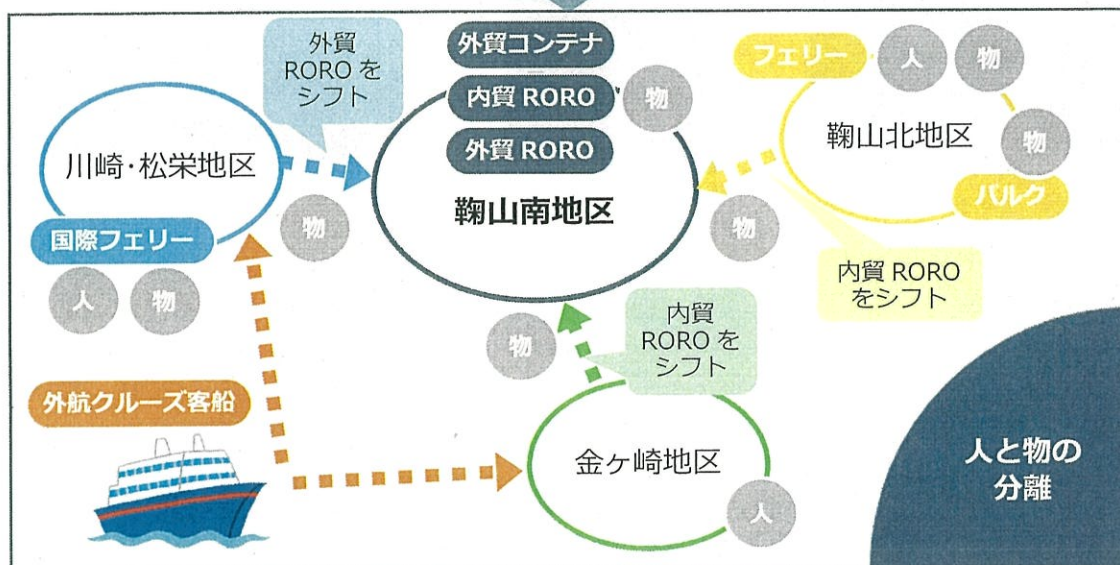 外貿
RORO を
シフト
外貿コンテナ
内貿 RORO
外貿 RORO
物
鞠山南地区
フェリー
人
物
鞠山北地区
物
バルク
川崎・松栄地区
国際フェリー
人
物
物
物
内貿 RORO
をシフト
物
内貿
RORO を
シフト
外航クルーズ客船
金ヶ崎地区
人
人と物の
分離